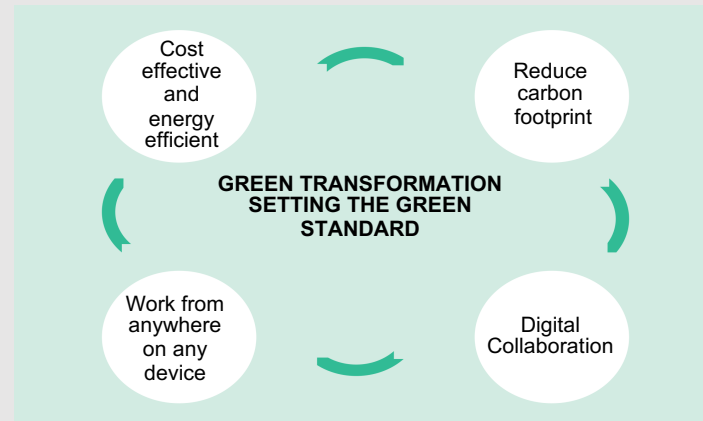 Cost
effective
and
energy
efficient
Reduce
carbon
footprint
GREEN TRANSFORMATION
SETTING THE GREEN
STANDARD
Work from
anywhere
on any
device
Digital
Collaboration